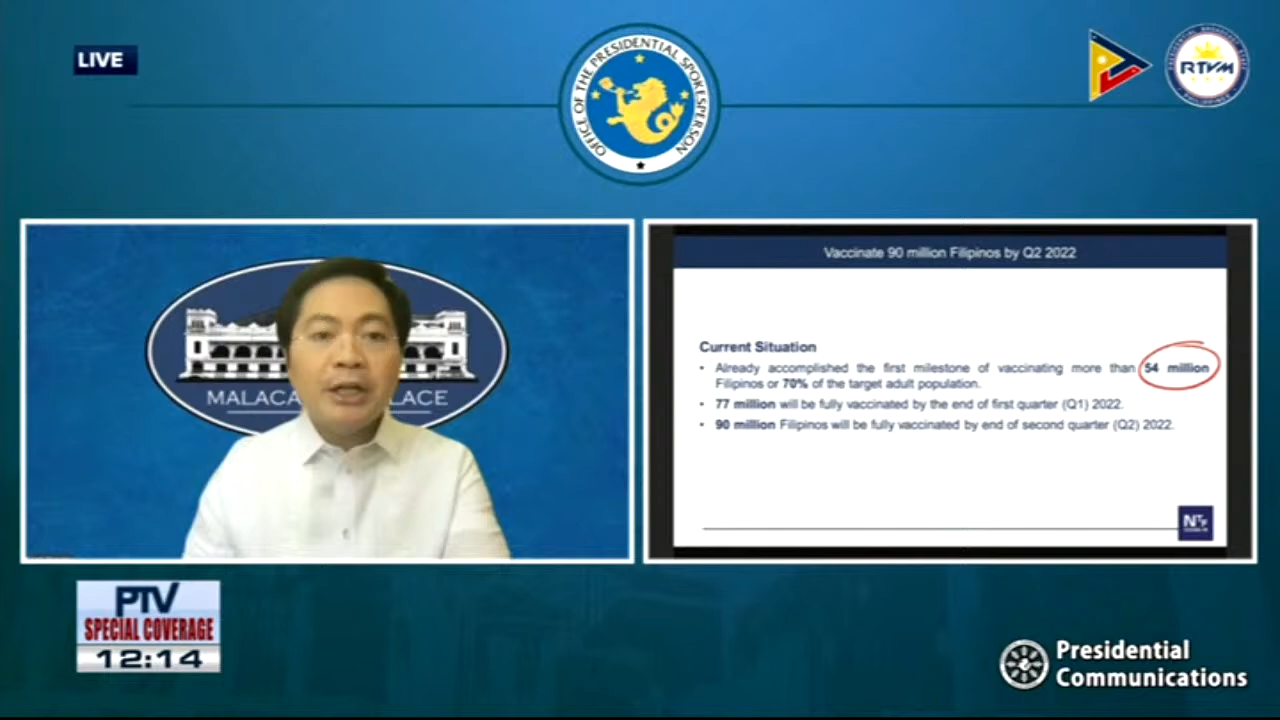 LIVE
OFFICE OF THE PRESIDENTIAL SPOKESPERSON
RTVM
PHILIPPINES
MALACA LACE
Vaccinate 90 million Filipinos by Q2 2022
Current Situation
• Already accomplished the first milestone of vaccinating more than 54 million
Filipinos or 70% of the target adult population.
• 77 million will be fully vaccinated by the end of first quarter (Q1) 2022.
• 90 million Filipinos will be fully vaccinated by end of second quarter (Q2) 2022.
NTF
PTV
SPECIAL COVERAGE
12:14
Presidential
Communications